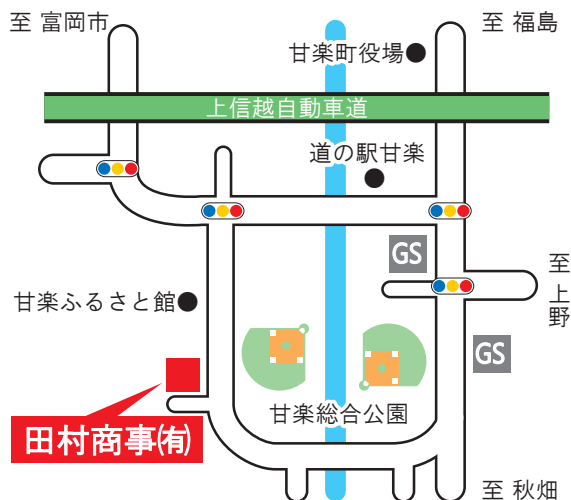 至 富岡市
至 福島
甘楽町役場
上信越自動車道
道の駅甘楽
GS
至上野
甘楽ふるさと館
GS
甘楽総合公園
田村商事㈲
至 秋畑